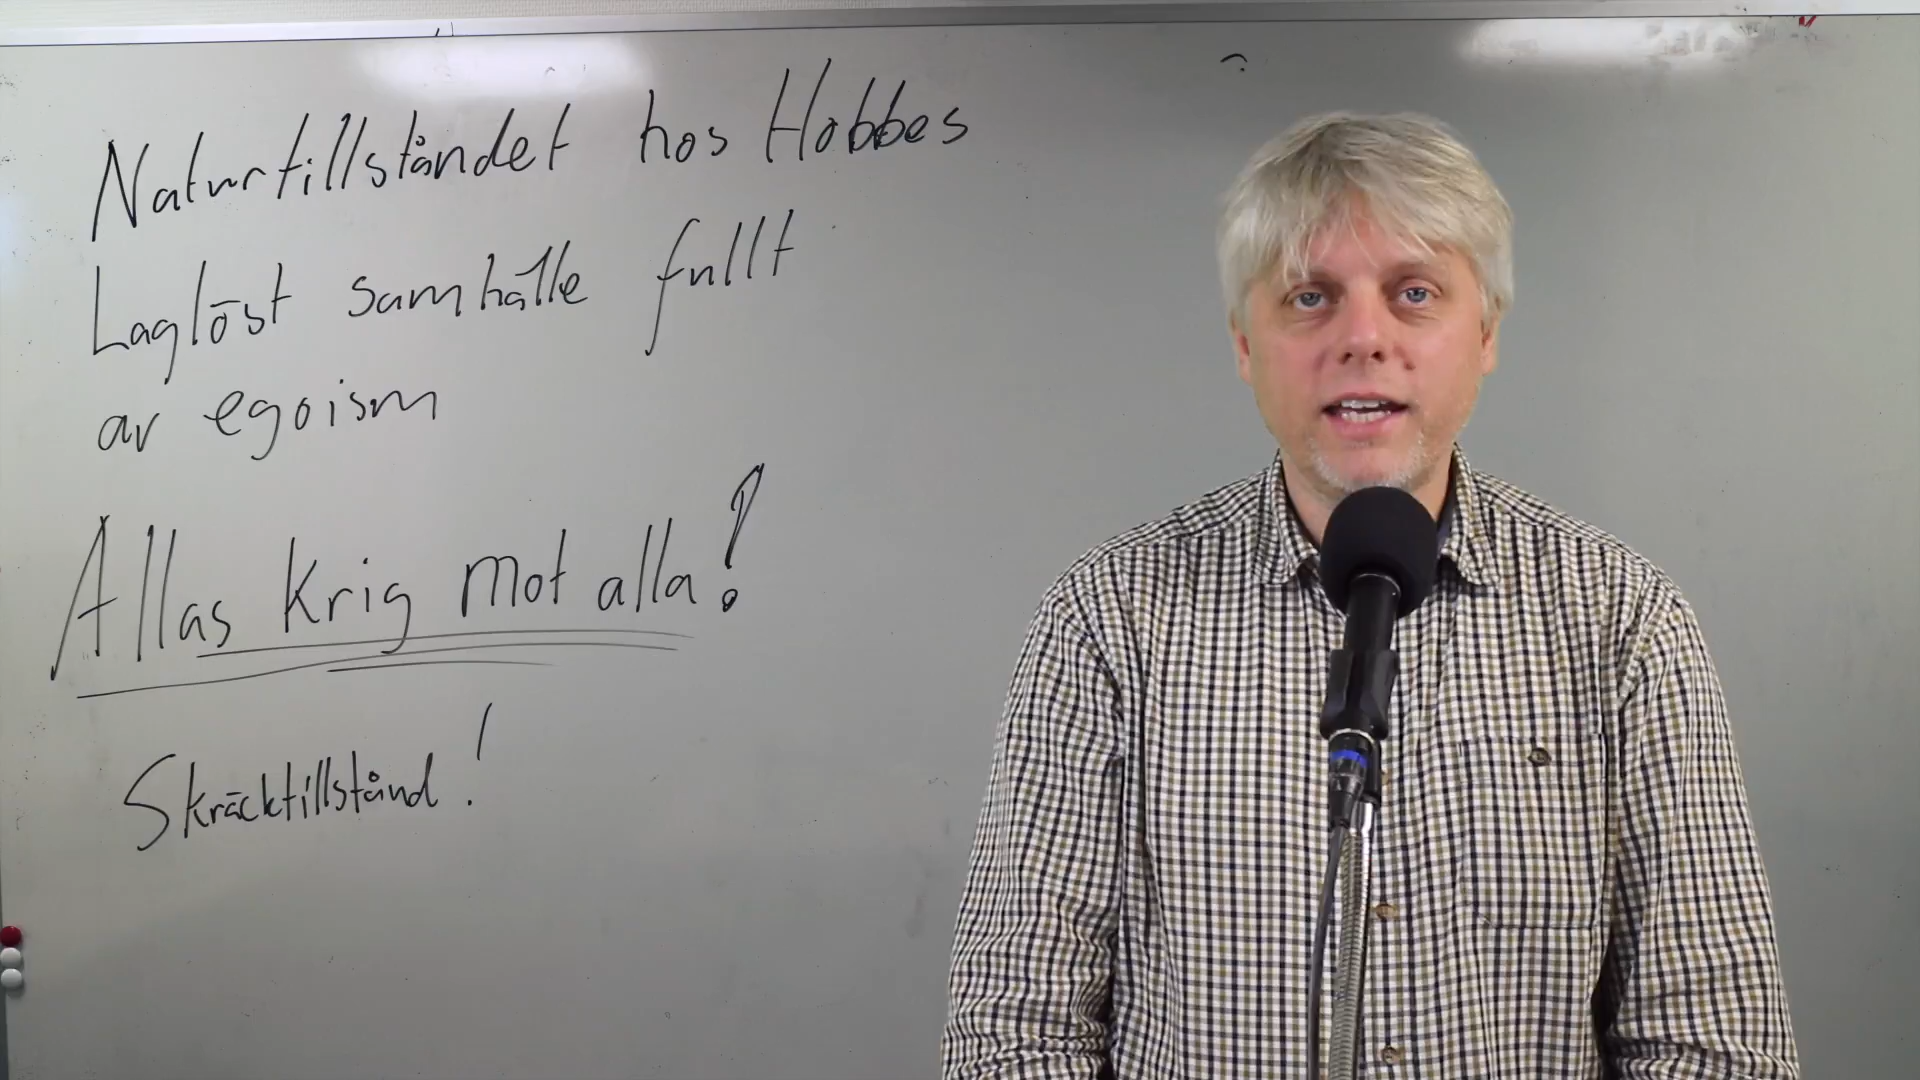 Naturtillståndet hos Hobbes
Laglöst samhälle fullt
av egoism
Allas krig mot alla!
Skräcktillstånd!